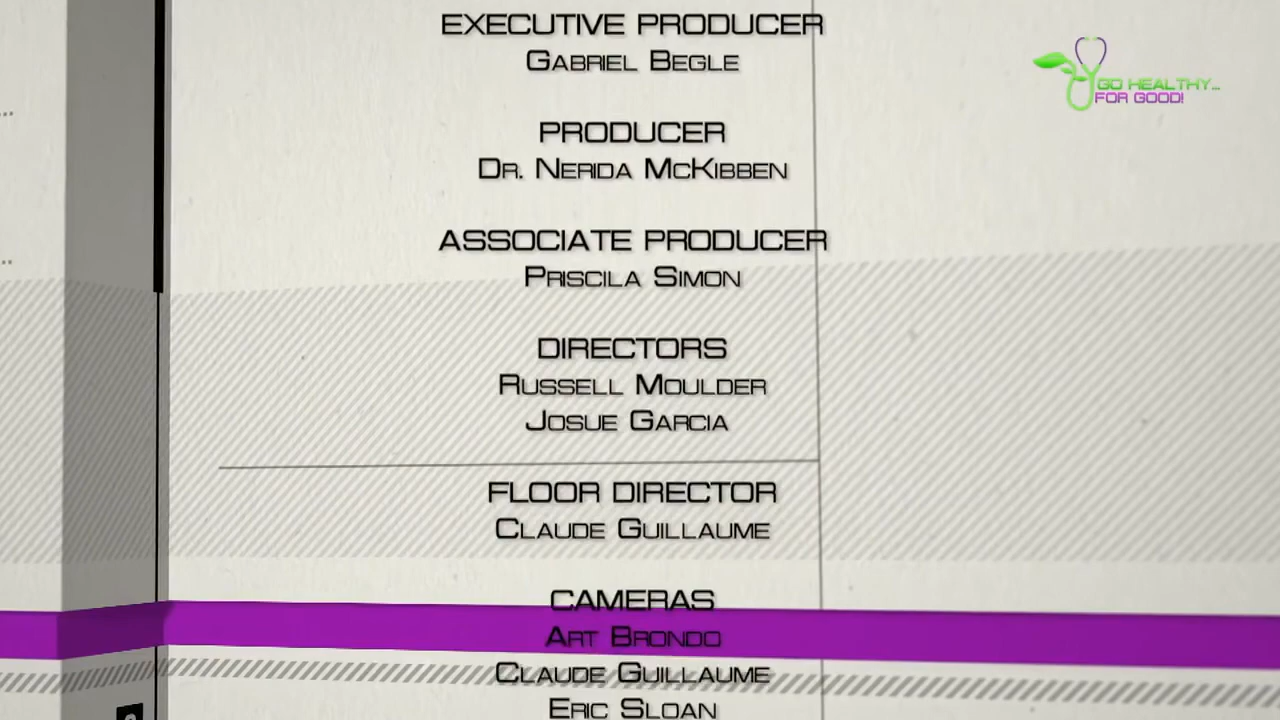 EXECUTIVE PRODUCER
GABRIEL BEGLE
GO HEALTHY...
FOR GOOD!
PRODUCER
DR. NERIDA MCKIBBEN
ASSOCIATE PRODUCER
PRISCILA SIMON
DIRECTORS
RUSSELL MOULDER
JOSUE GARCIA
FLOOR DIRECTOR
CLAUDE GUILLAUME
CAMERAS
ART BRONDO
CLAUDE GUILLAUME
ERIC SLOAN